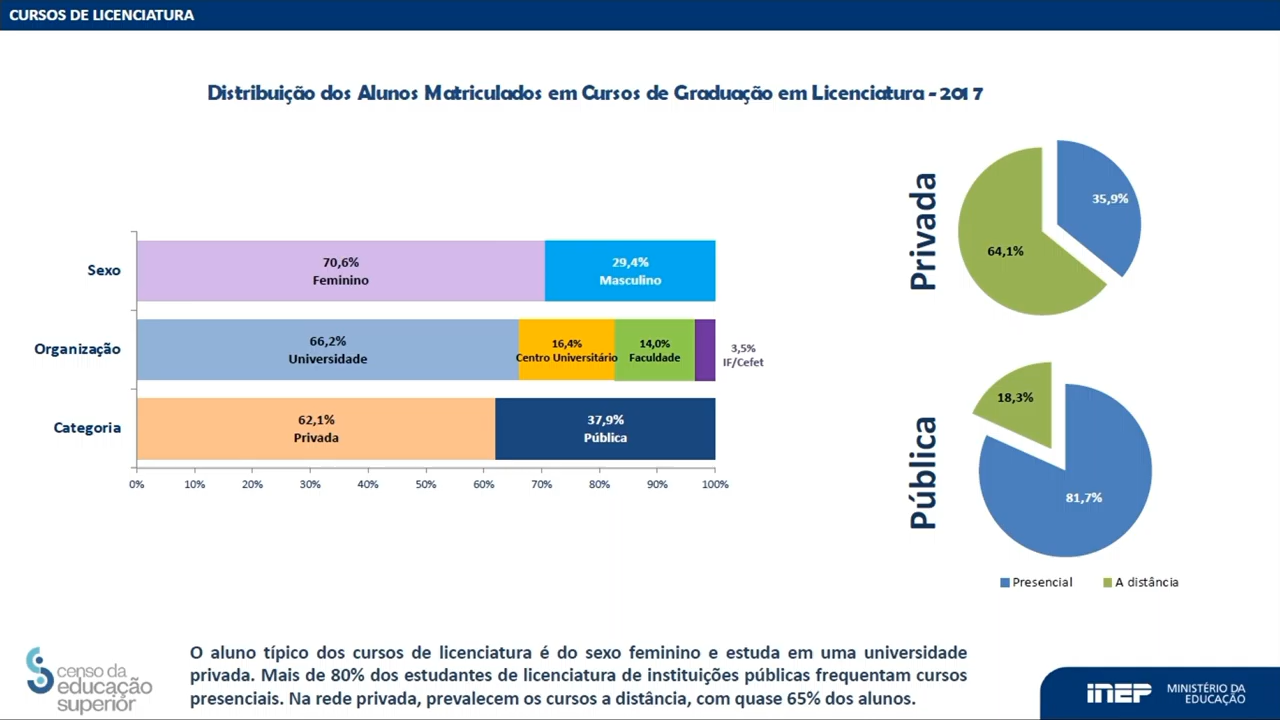 CURSOS DE LICENCIATURA
Distribuição dos Alunos Matriculados em Cursos de Graduação em Licenciatura - 2017
Sexo
70,6%
Feminino
29,4%
Masculino
Organização
66,2%
Universidade
16,4%
Centro Universitário
14,0%
Faculdade
3,5%
IF/Cefet
Categoria
62,1%
Privada
37,9%
Pública
0% 10% 20% 30% 40% 50% 60% 70% 80% 90% 100%
Privada
35,9%
64,1%
Pública
18,3%
81,7%
Presencial A distância
O aluno típico dos cursos de licenciatura é do sexo feminino e estuda em uma universidade
privada. Mais de 80% dos estudantes de licenciatura de instituições públicas frequentam cursos
presenciais. Na rede privada, prevalecem os cursos a distância, com quase 65% dos alunos.
censo da
educação
superior
INEP
MINISTÉRIO DA
EDUCAÇÃO